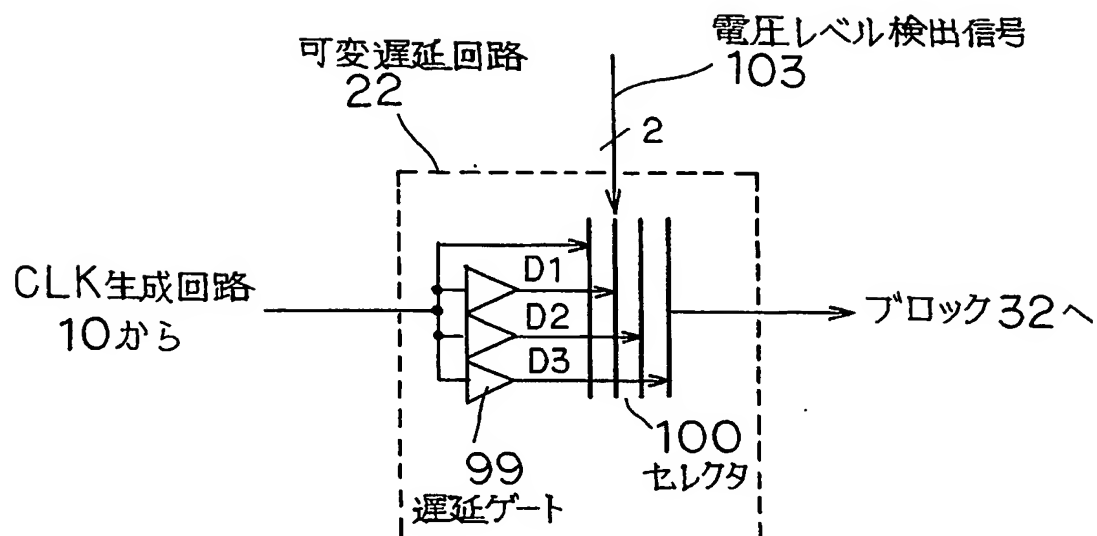 電圧レベル検出信号
103
可変遅延回路
22
2
CLK生成回路
10から
D1
D2
D3
ブロック32へ
99
遅延ゲート
100
セレクタ